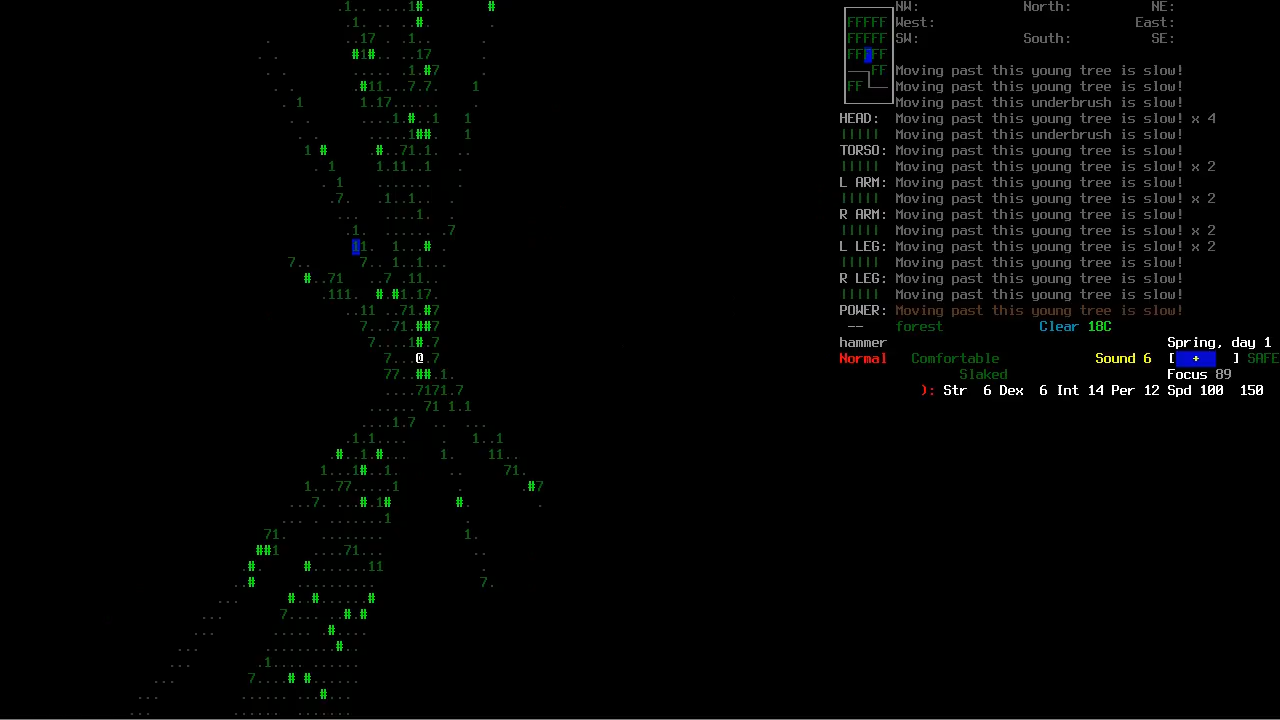 NW: North: NE:
FFFFF West: East:
FFFFF SW: South: SE:
FF FF
FF Moving past this young tree is slow!
FF Moving past this young tree is slow!
Moving past this underbrush is slow!
HEAD: Moving past this young tree is slow! x 4
||||| Moving past this underbrush is slow!
TORSO: Moving past this young tree is slow!
||||| Moving past this young tree is slow! x 2
L ARM: Moving past this young tree is slow!
||||| Moving past this young tree is slow! x 2
R ARM: Moving past this young tree is slow!
||||| Moving past this young tree is slow! x 2
L LEG: Moving past this young tree is slow! x 2
||||| Moving past this young tree is slow!
R LEG: Moving past this young tree is slow!
||||| Moving past this young tree is slow!
POWER: Moving past this young tree is slow!
-- forest Clear 18C
hammer Spring, day 1
Normal Comfortable Sound 6 [ + ] SAFE
Slaked Focus 89
): Str 6 Dex 6 Int 14 Per 12 Spd 100 150